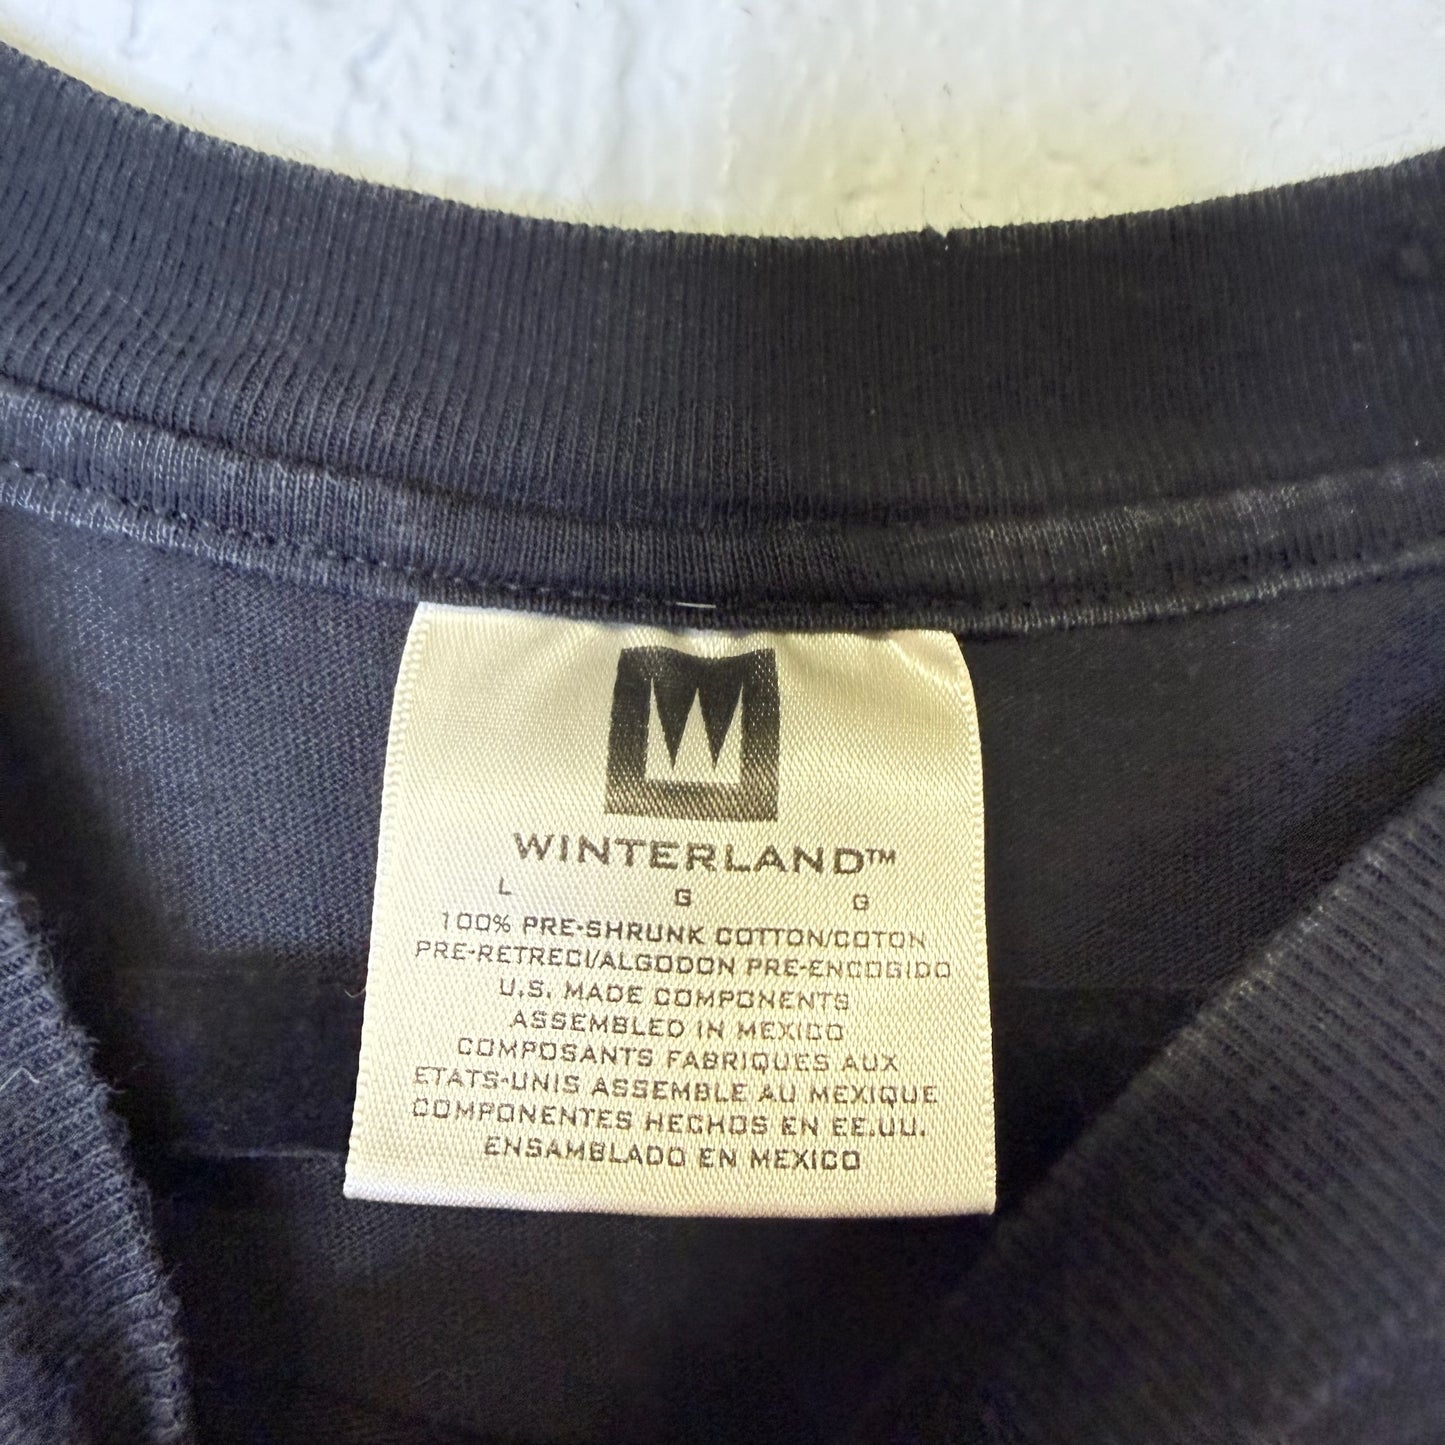 WINTERLAND™
L G G
100% PRE-SHRUNK COTTON/COTON
PRE-RETRECI/ALGODON PRE-ENCOGIDO
U.S. MADE COMPONENTS
ASSEMBLED IN MEXICO
COMPOSANTS FABRIQUES AUX
ETATS-UNIS ASSEMBLE AU MEXIQUE
COMPONENTES HECHOS EN EE.UU.
ENSAMBLADO EN MEXICO